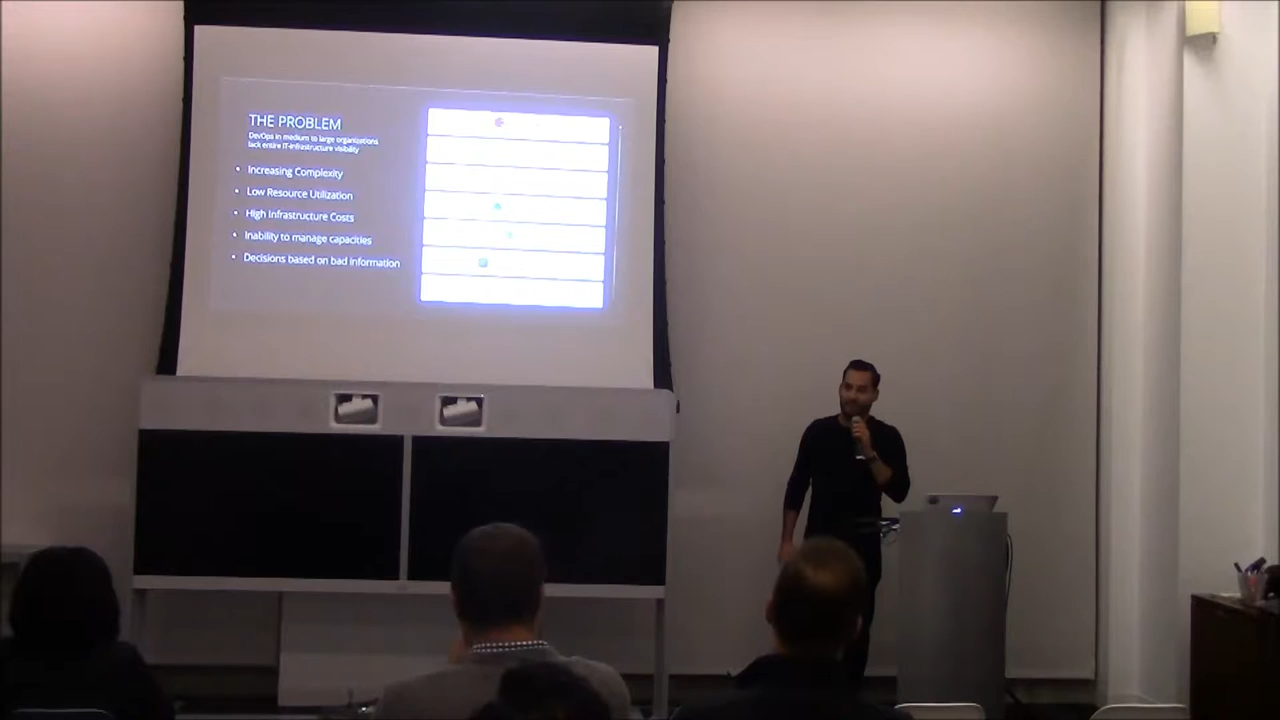 THE PROBLEM
DevOps in medium to large organizations
lack entire IT-infrastructure visibility
• Increasing Complexity
• Low Resource Utilization
• High Infrastructure Costs
• Inability to manage capacities
• Decisions based on bad information